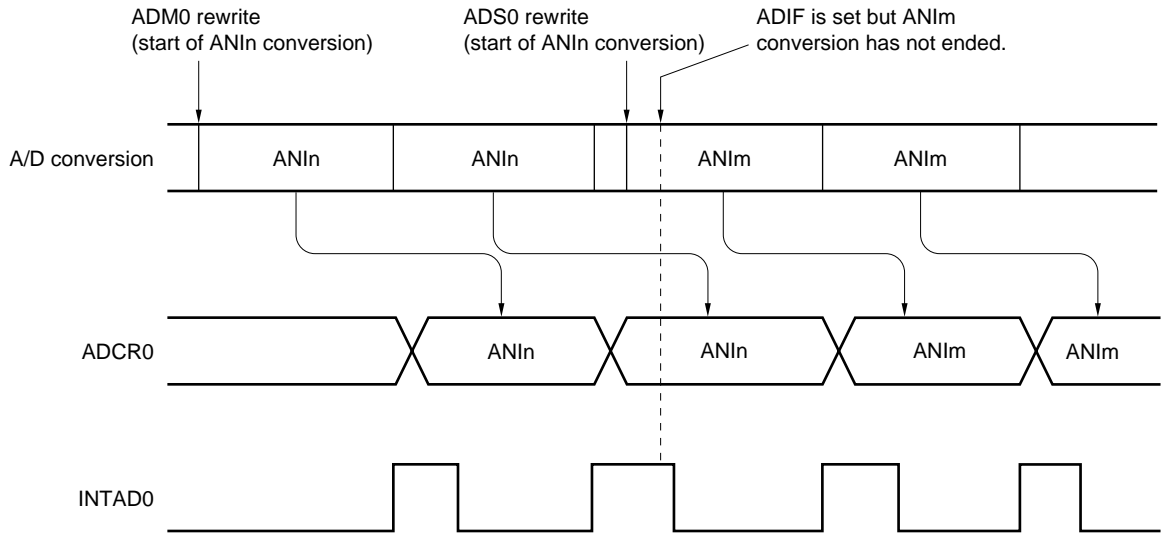 ADM0 rewrite
(start of ANIn conversion)
ADS0 rewrite
(start of ANIn conversion)
ADIF is set but ANIm
conversion has not ended.
A/D conversion
ANIn
ANIn
ANIm
ANIm
ADCR0
ANIn
ANIn
ANIm
ANIm
INTAD0